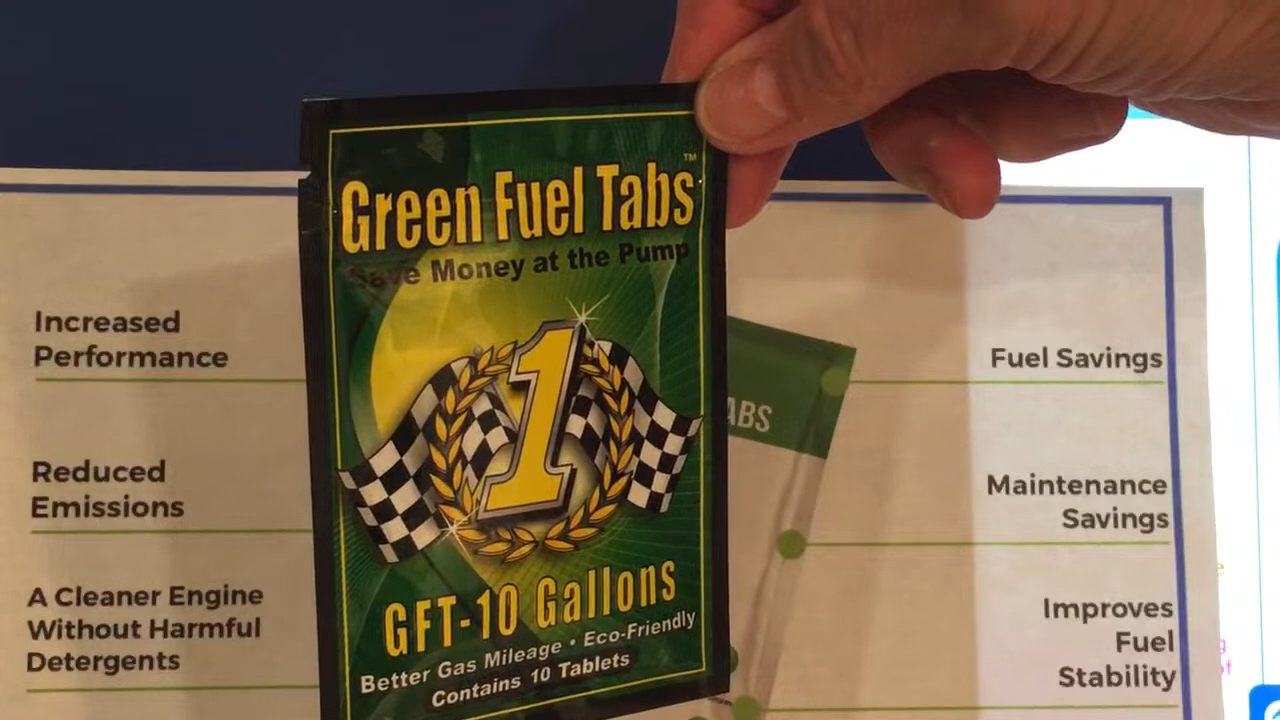 Green Fuel Tabs™
Save Money at the Pump
1
GFT-10 Gallons
Better Gas Mileage • Eco-Friendly
Contains 10 Tablets
Increased
Performance
Reduced
Emissions
A Cleaner Engine
Without Harmful
Detergents
ABS
Fuel Savings
Maintenance
Savings
Improves
Fuel
Stability